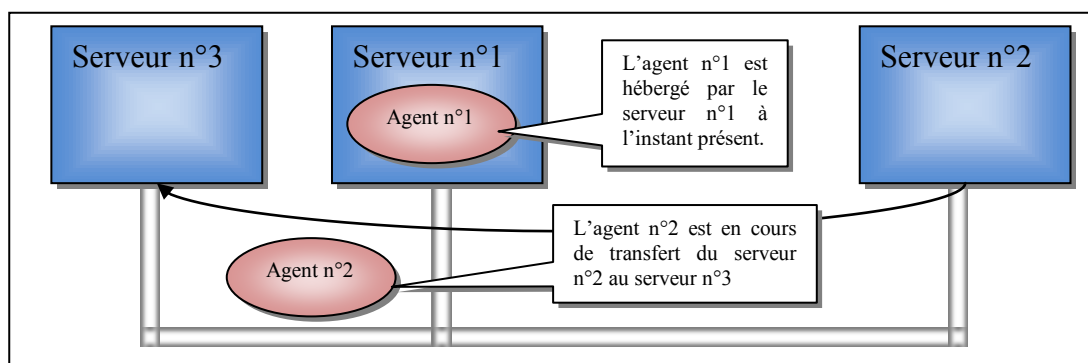 Serveur n°3
Serveur n°1
Serveur n°2
Agent n°1
L'agent n°1 est
hébergé par le
serveur n°1 à
l'instant présent.
Agent n°2
L'agent n°2 est en cours
de transfert du serveur
n°2 au serveur n°3